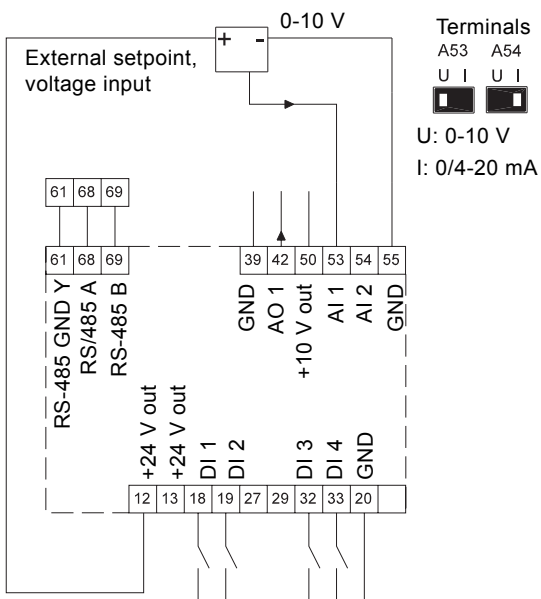 0-10 V
+ -
External setpoint,
voltage input
Terminals
A53 A54
U I U I
U: 0-10 V
I: 0/4-20 mA
61 68 69
61 68 69
39 42 50 53 54 55
RS-485 GND Y
RS/485 A
RS-485 B
GND
AO 1
+10 V out
AI 1
AI 2
GND
+24 V out
+24 V out
DI 1
DI 2
DI 3
DI 4
GND
12 13 18 19 27 29 32 33 20